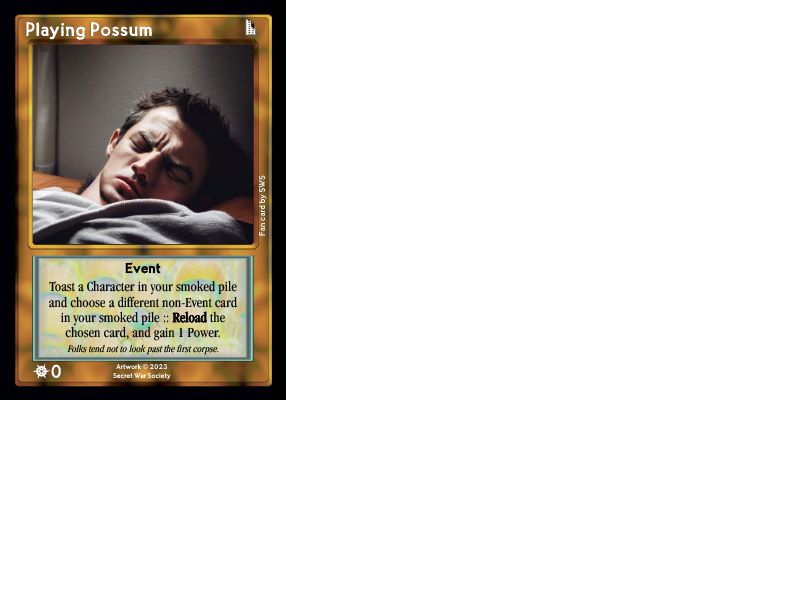 Playing Possum
Fan card by SWS
Event
Toast a Character in your smoked pile
and choose a different non-Event card
in your smoked pile :: Reload the
chosen card, and gain 1 Power.
Folks tend not to look past the first corpse.
0
Artwork © 2023
Secret War Society